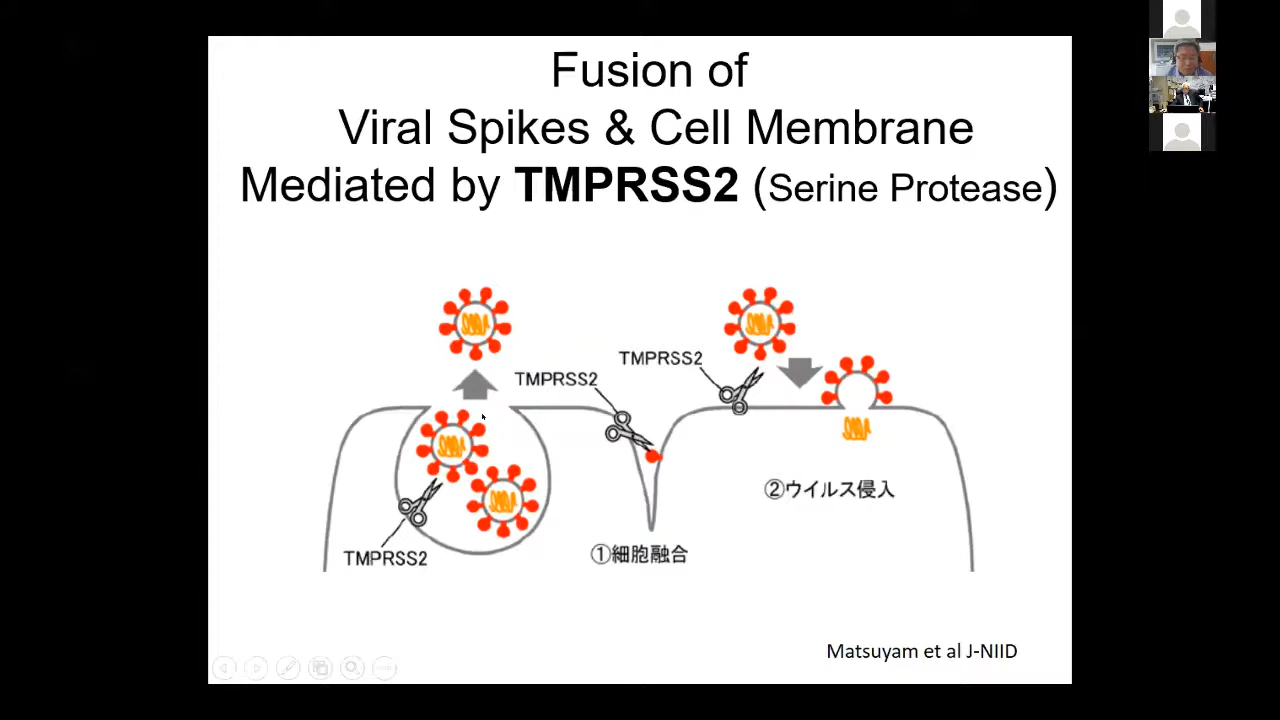 Fusion of
Viral Spikes & Cell Membrane
Mediated by TMPRSS2 (Serine Protease)
TMPRSS2
TMPRSS2
②ウイルス侵入
①細胞融合
TMPRSS2
Matsuyam et al J-NIID